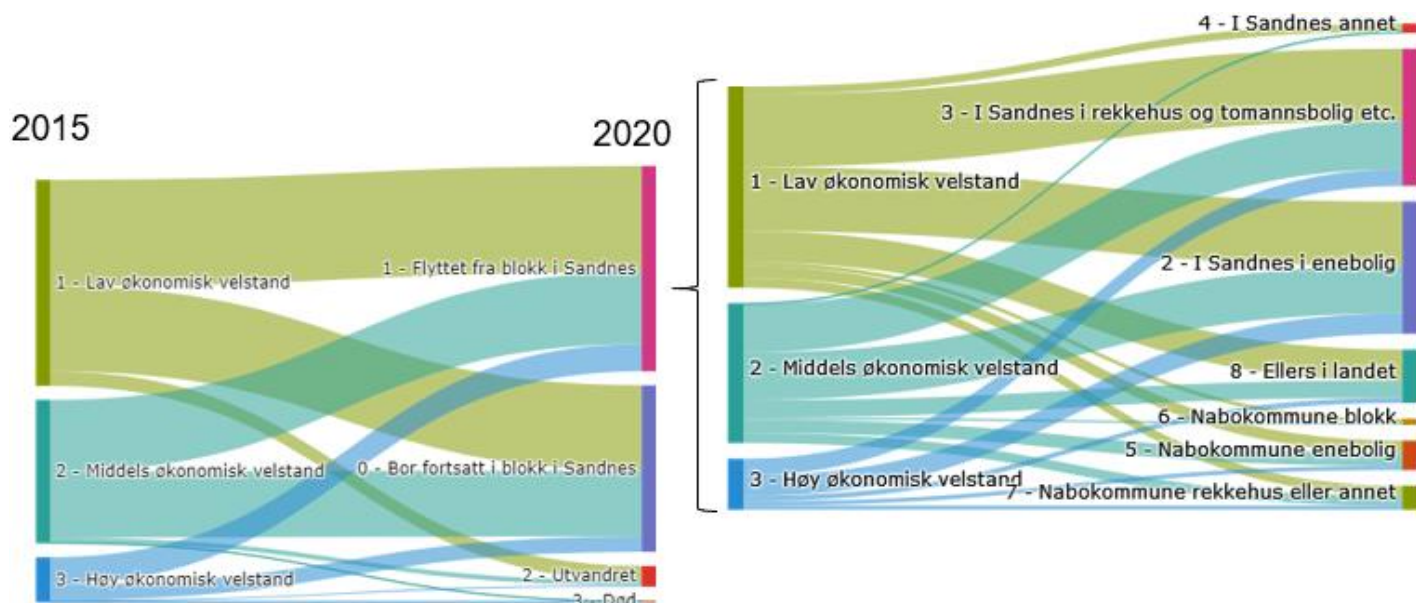 2015
2020
1 - Lav økonomisk velstand
2 - Middels økonomisk velstand
3 - Høy økonomisk velstand
1 - Flyttet fra blokk i Sandnes
0 - Bor fortsatt i blokk i Sandnes
2 - Utvandret
3 - Død
1 - Lav økonomisk velstand
2 - Middels økonomisk velstand
3 - Høy økonomisk velstand
4 - I Sandnes annet
3 - I Sandnes i rekkehus og tomannsbolig etc.
2 - I Sandnes i enebolig
8 - Ellers i landet
6 - Nabokommune blokk
5 - Nabokommune enebolig
7 - Nabokommune rekkehus eller annet